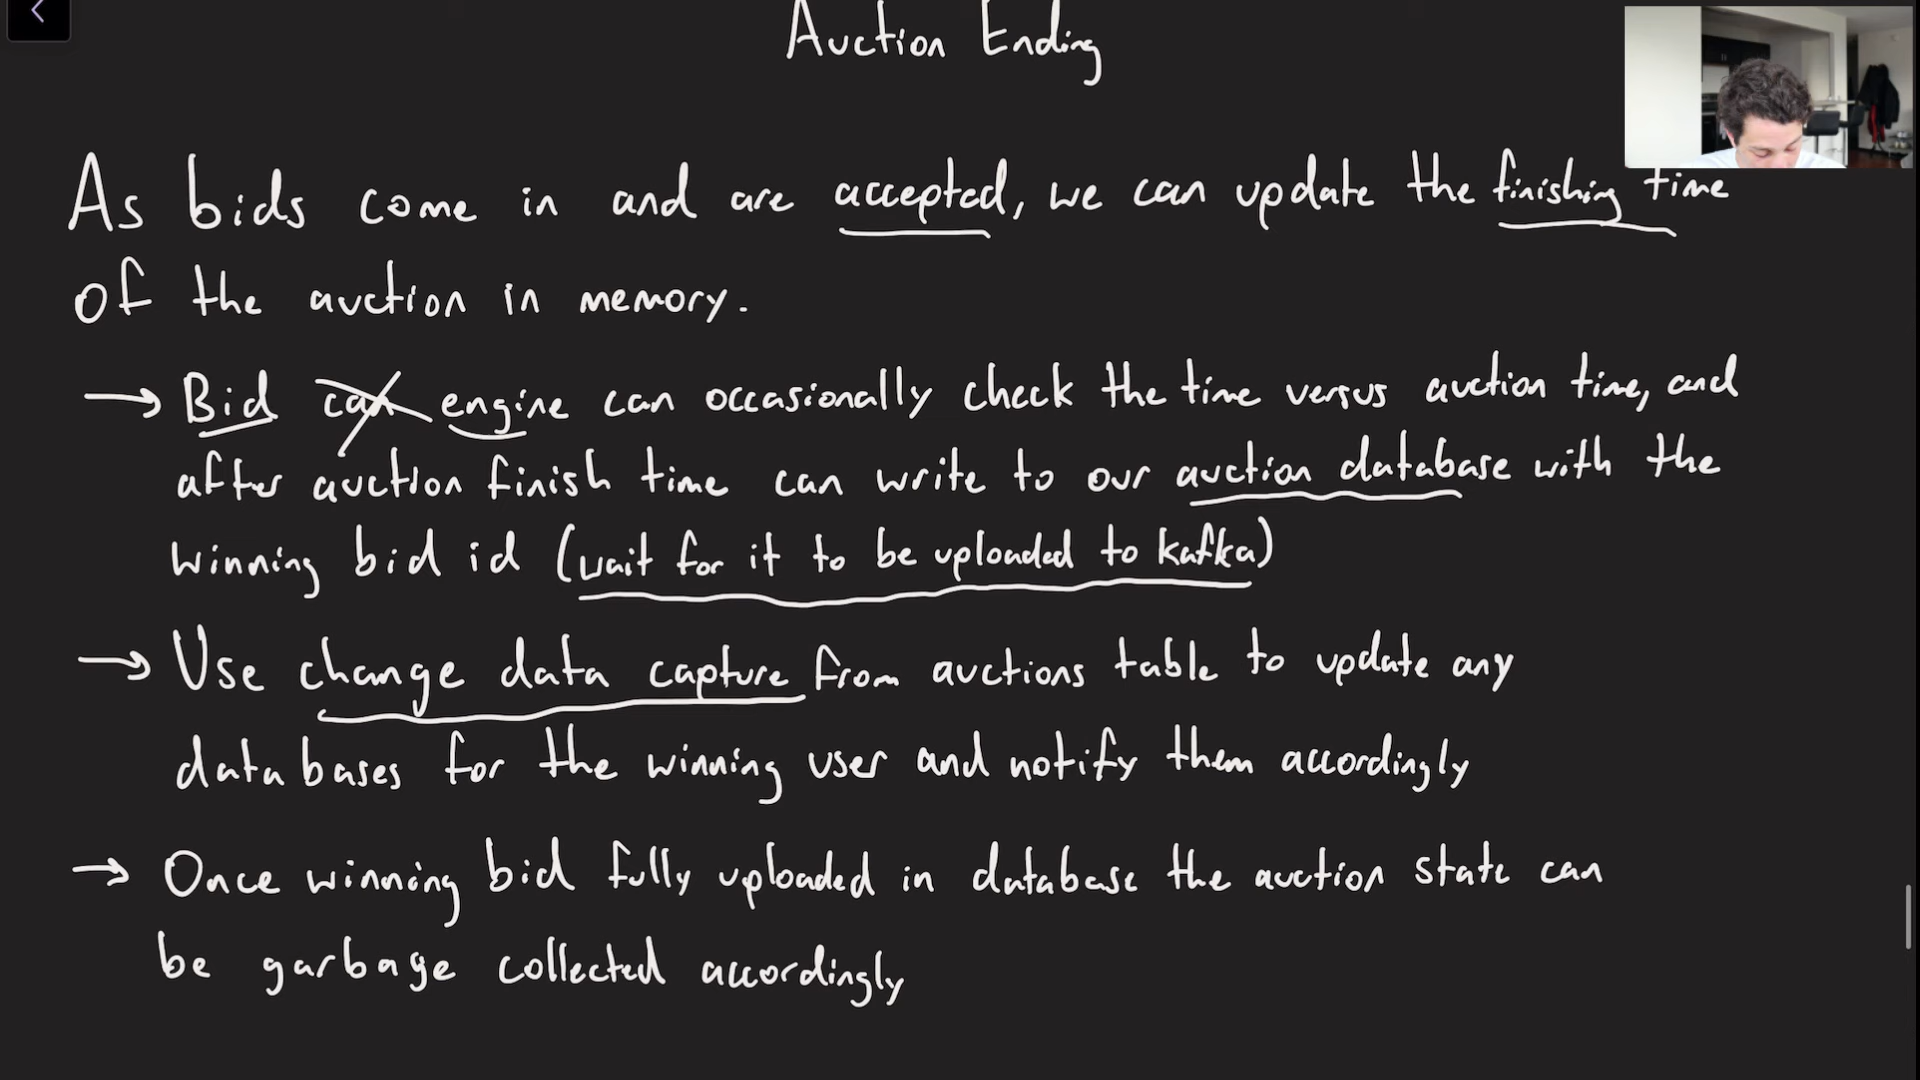 Auction Ending
As bids come in and are accepted, we can update the finishing time
of the auction in memory.
→ Bid can engine can occasionally check the time versus auction time, and
after auction finish time can write to our auction database with the
winning bid id (wait for it to be uploaded to kafka)
→ Use change data capture from auctions table to update any
databases for the winning user and notify them accordingly
→ Once winning bid fully uploaded in database the auction state can
be garbage collected accordingly